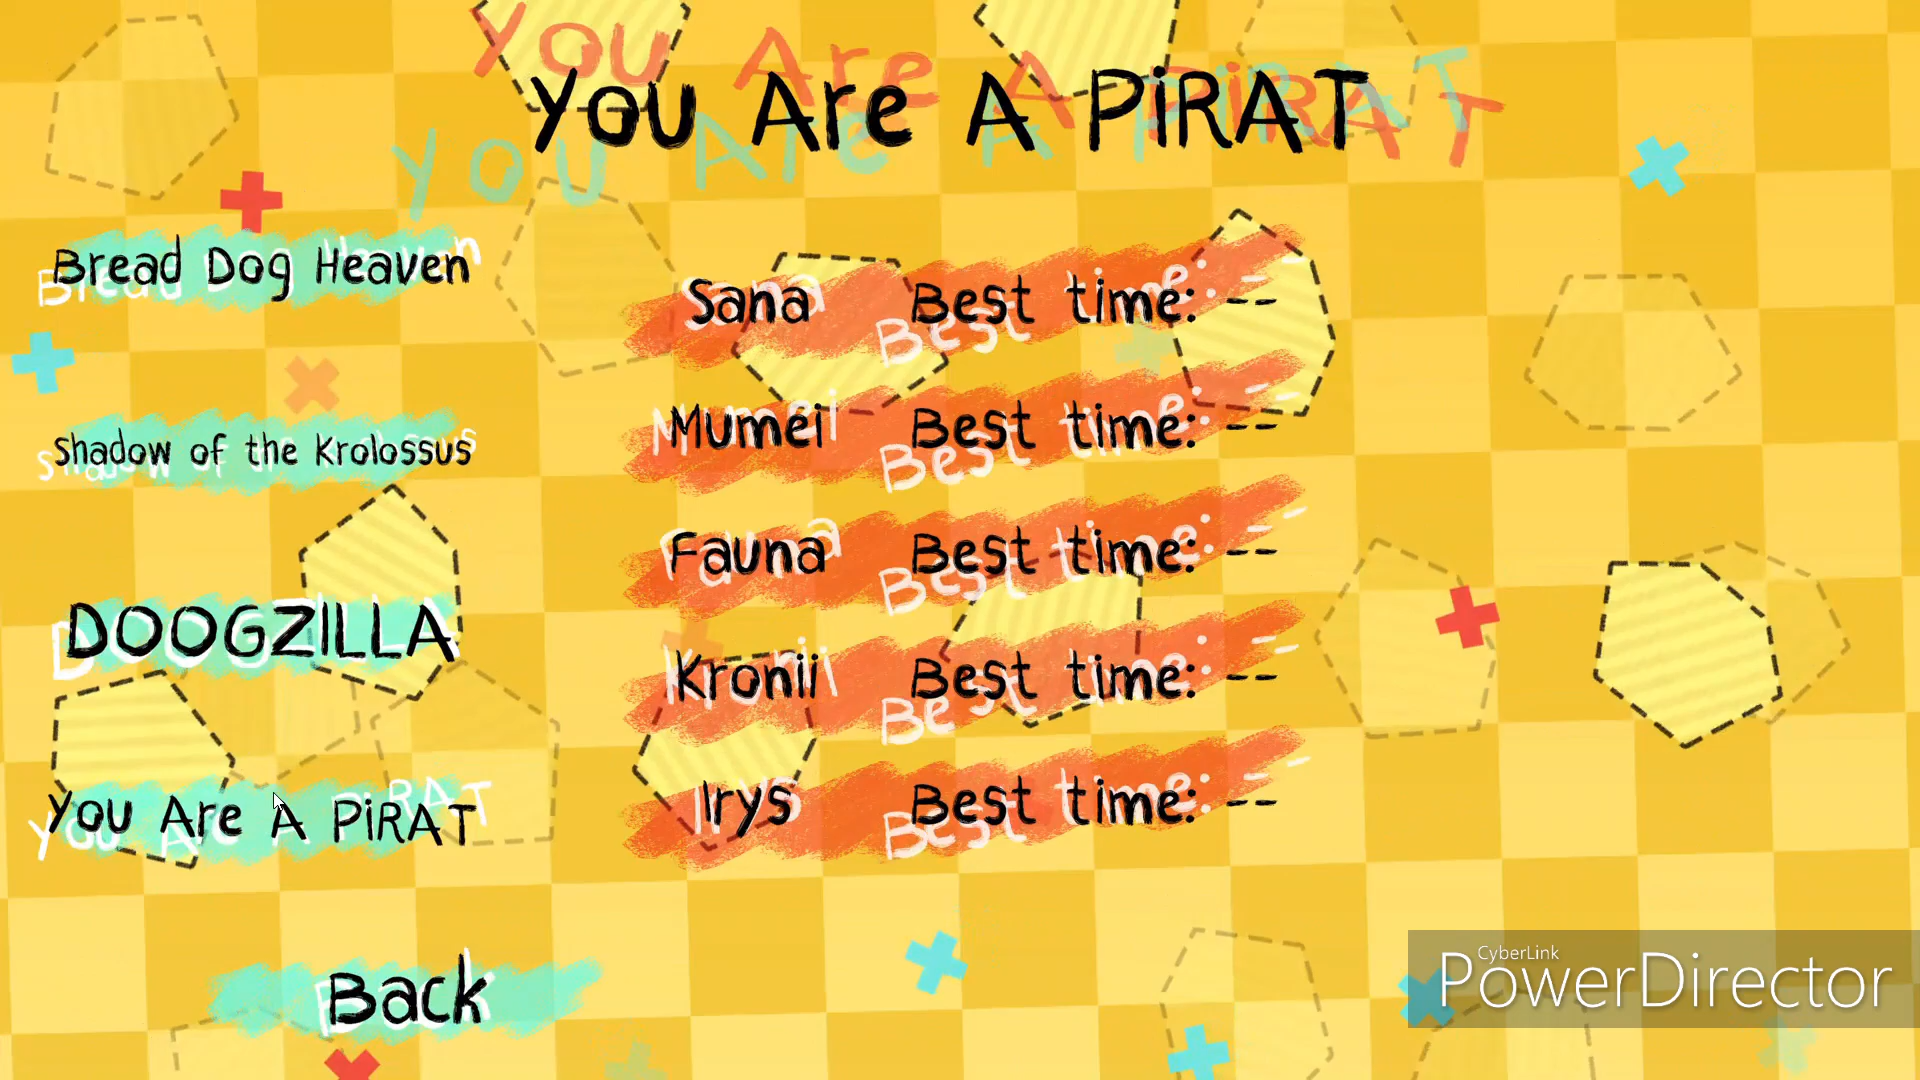 You Are A PiRAT
Bread Dog Heaven
Shadow of the Krolossus
DOOGZILLA
You Are A PiRAT
Back
Sana Best time: --
Mumei Best time: --
Fauna Best time: --
Kronii Best time: --
Irys Best time: --
CyberLink
PowerDirector